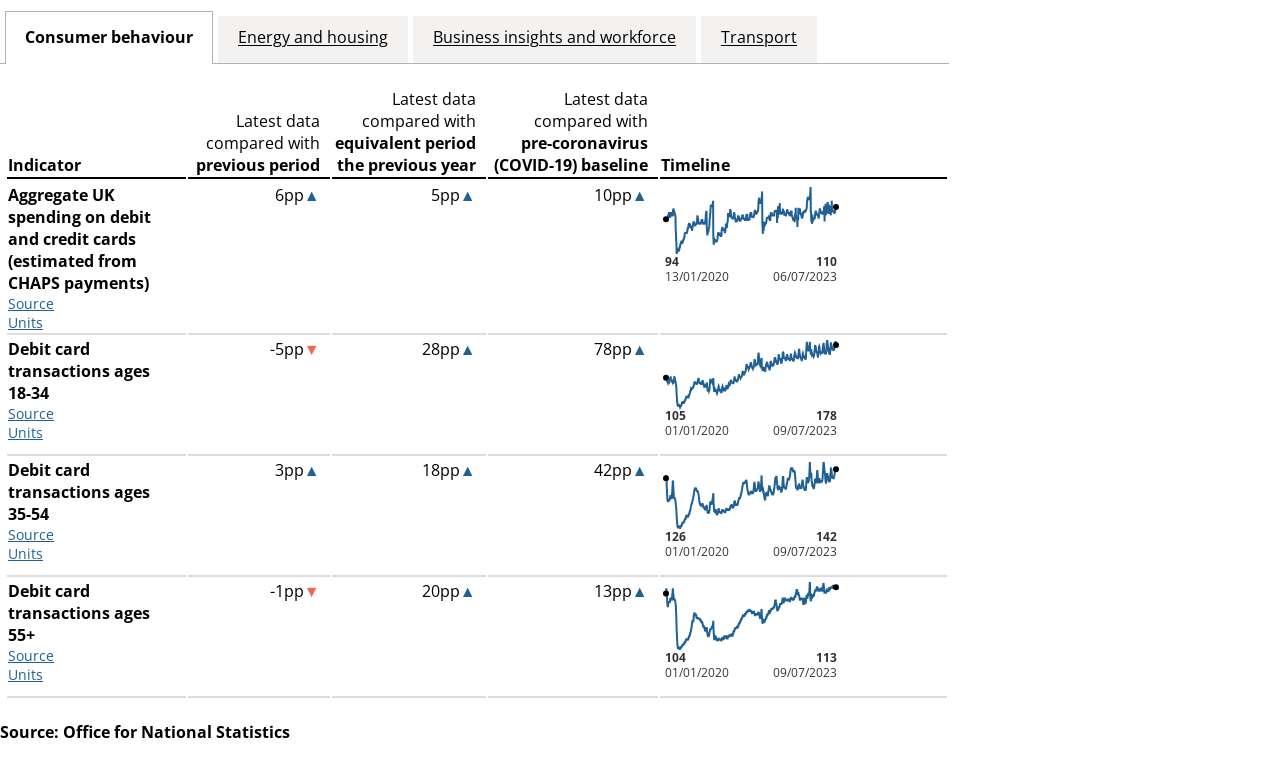 Consumer behaviour
Energy and housing
Business insights and workforce
Transport
Indicator
Latest data
compared with
previous period
Latest data
compared with
equivalent period
the previous year
Latest data
compared with
pre-coronavirus
(COVID-19) baseline
Timeline
Aggregate UK
spending on debit
and credit cards
(estimated from
CHAPS payments)
Source
Units
6pp▲
5pp▲
10pp▲
94
110
13/01/2020
06/07/2023
Debit card
transactions ages
18-34
Source
Units
-5pp▼
28pp▲
78pp▲
105
178
01/01/2020
09/07/2023
Debit card
transactions ages
35-54
Source
Units
3pp▲
18pp▲
42pp▲
126
142
01/01/2020
09/07/2023
Debit card
transactions ages
55+
Source
Units
-1pp▼
20pp▲
13pp▲
104
113
01/01/2020
09/07/2023
Source: Office for National Statistics